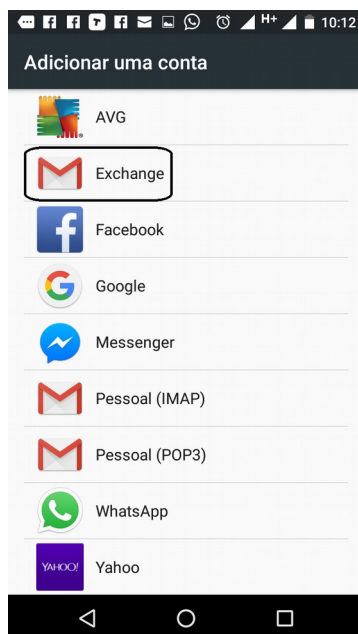 H+ 10:12
Adicionar uma conta
AVG
Exchange
Facebook
Google
Messenger
Pessoal (IMAP)
Pessoal (POP3)
WhatsApp
YAHOO! Yahoo